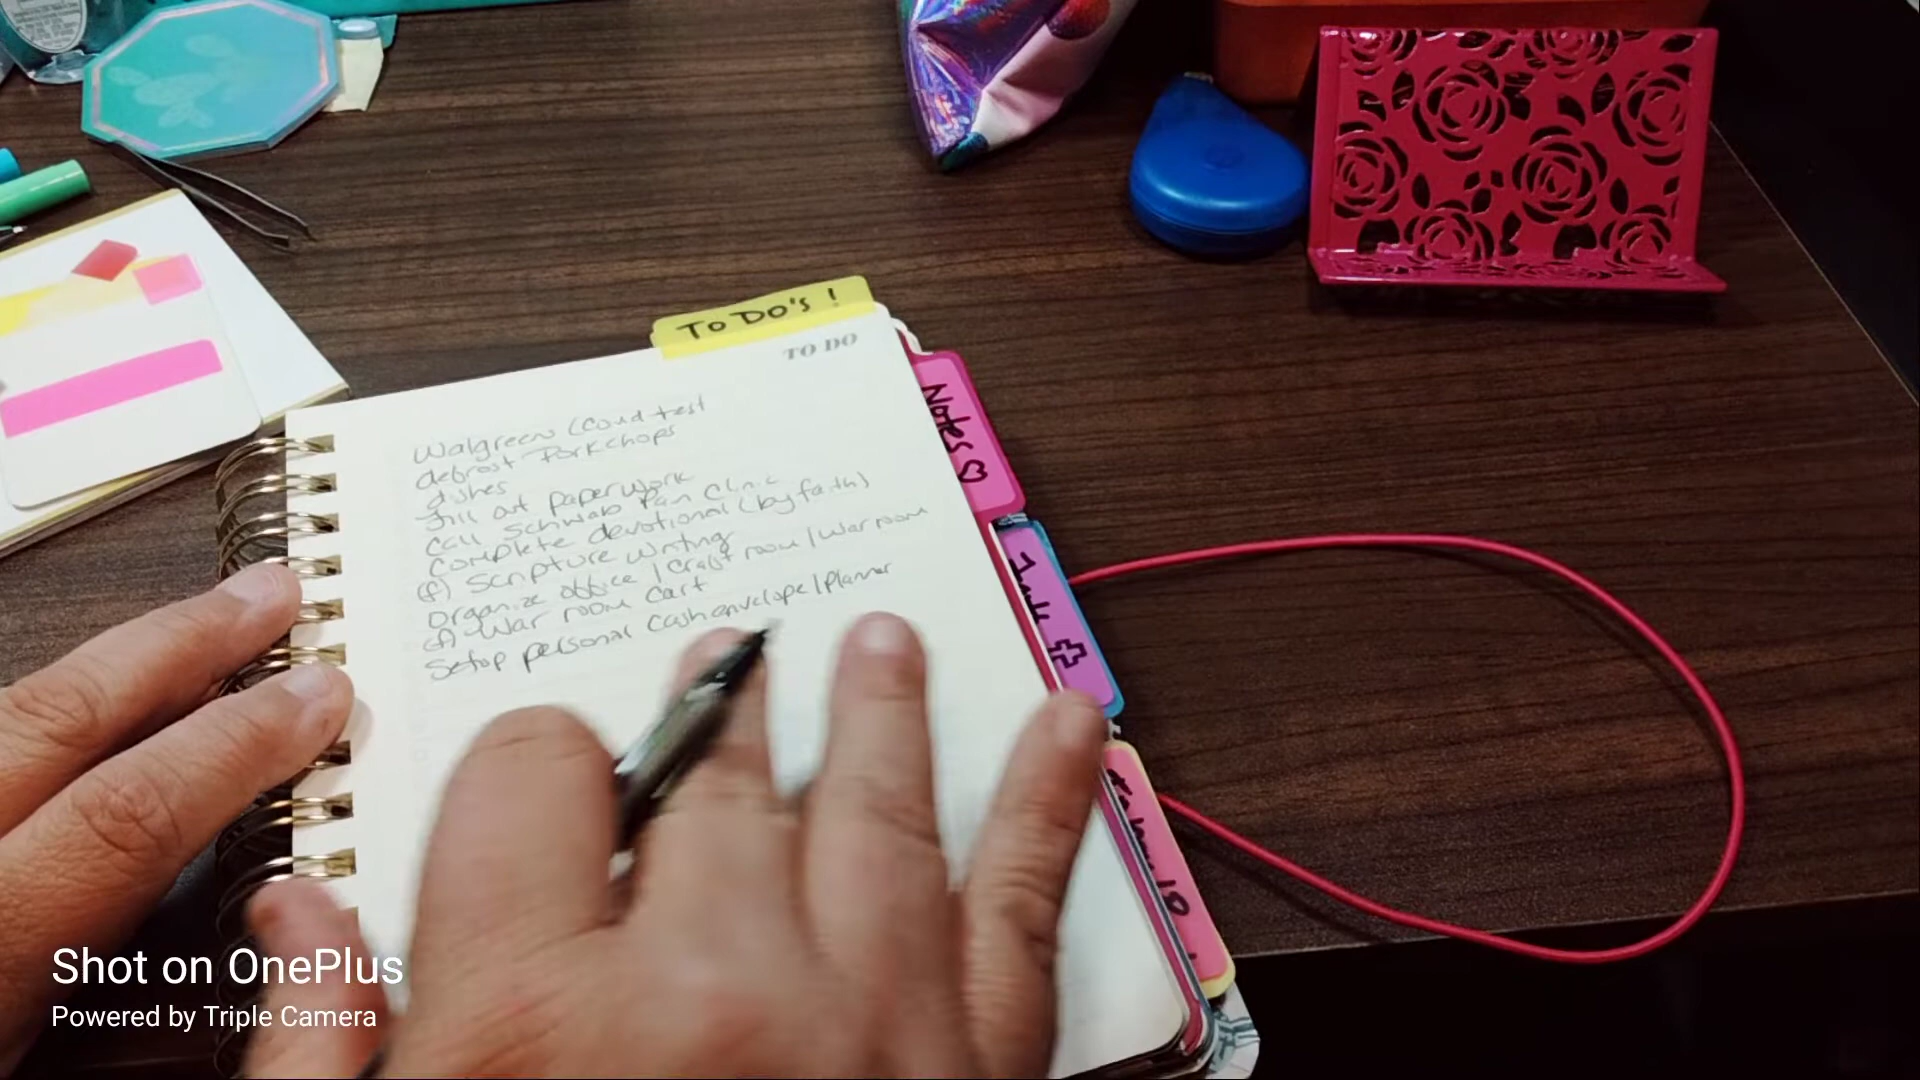 To Do's !
TO DO
Walgreens (Covid test
defrost Porkchops
dishes
fill out paperwork
call Schwab Pain Clinic
complete devotional (by faith)
(f) Scripture Writing
organize office / craft room / war room
(f) War room cart
Setup personal cash envelope / planner
Notes
Shot on OnePlus
Powered by Triple Camera